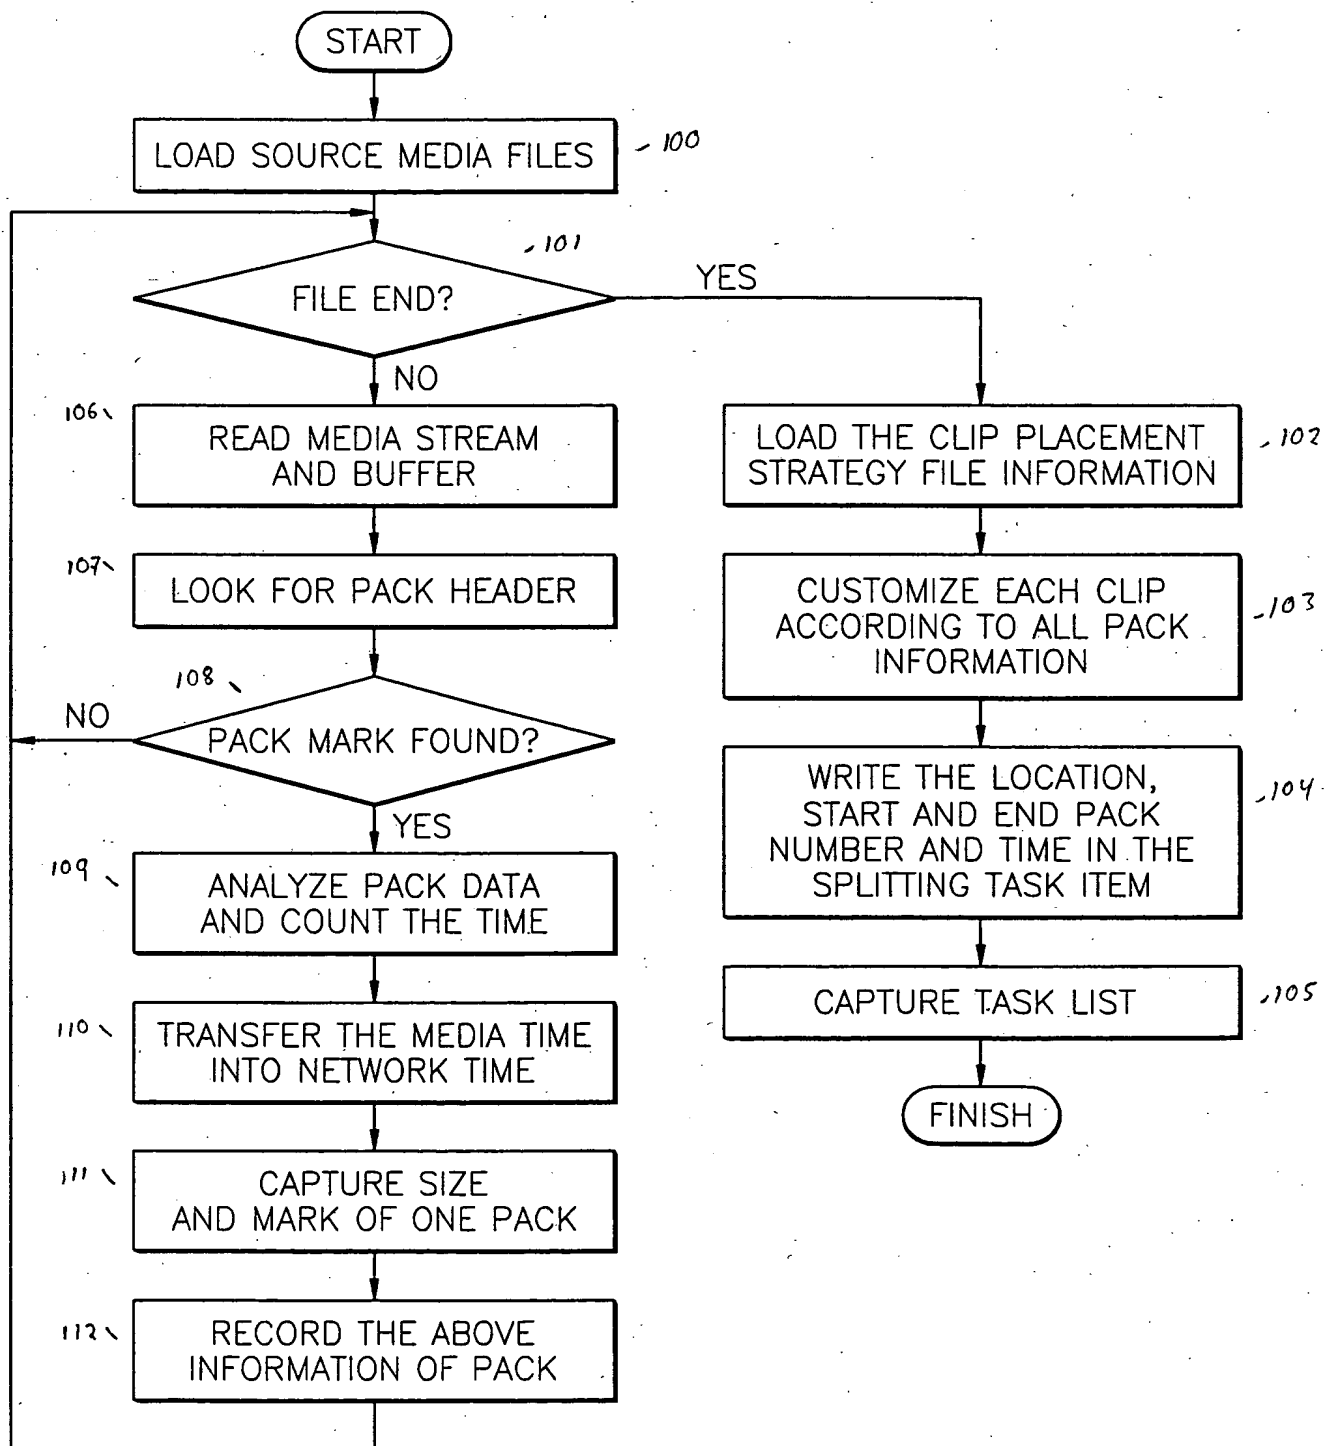 START
LOAD SOURCE MEDIA FILES
100
FILE END?
101
YES
NO
106
READ MEDIA STREAM
AND BUFFER
107
LOOK FOR PACK HEADER
108
NO
PACK MARK FOUND?
YES
109
ANALYZE PACK DATA
AND COUNT THE TIME
110
TRANSFER THE MEDIA TIME
INTO NETWORK TIME
111
CAPTURE SIZE
AND MARK OF ONE PACK
112
RECORD THE ABOVE
INFORMATION OF PACK
LOAD THE CLIP PLACEMENT
STRATEGY FILE INFORMATION
102
CUSTOMIZE EACH CLIP
ACCORDING TO ALL PACK
INFORMATION
103
WRITE THE LOCATION,
START AND END PACK
NUMBER AND TIME IN THE
SPLITTING TASK ITEM
104
CAPTURE TASK LIST
105
FINISH